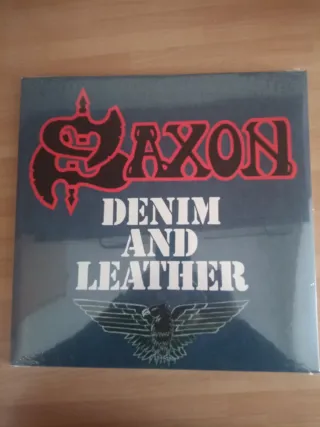 SAXON
DENIM
AND
LEATHER